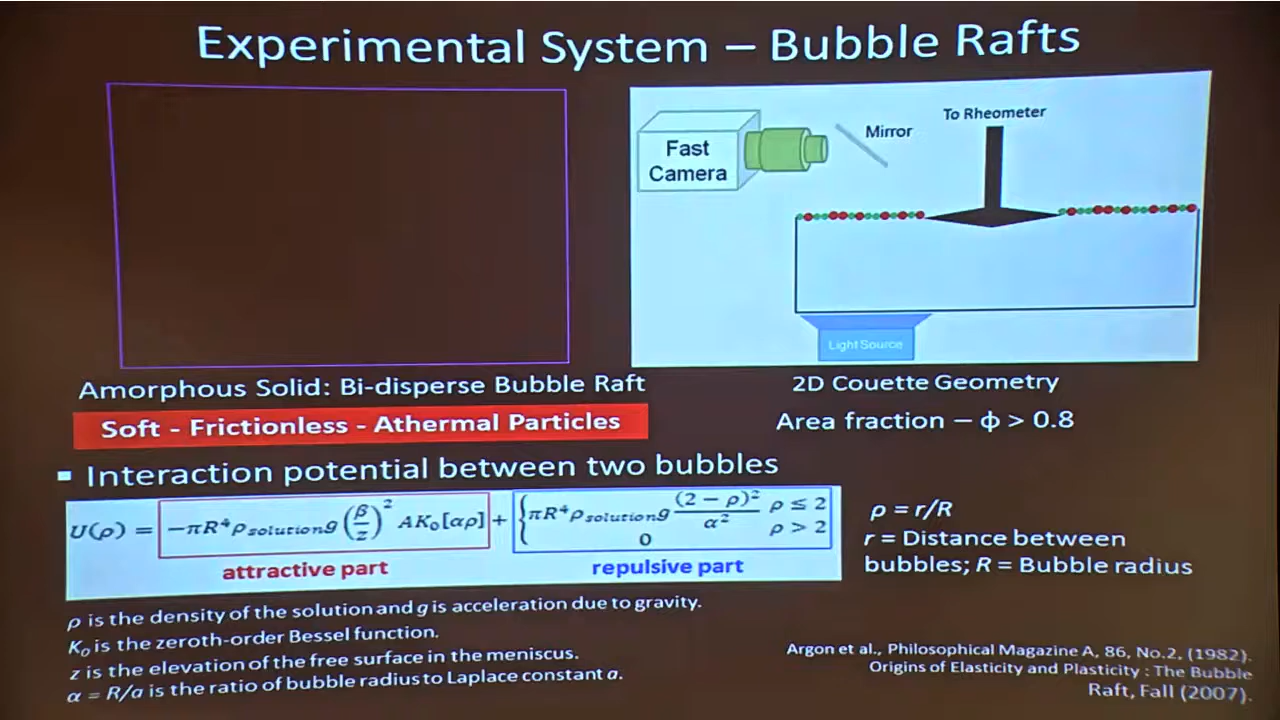 Experimental System – Bubble Rafts
Fast
Camera
Mirror
To Rheometer
Light Source
Amorphous Solid: Bi-disperse Bubble Raft
Soft - Frictionless - Athermal Particles
2D Couette Geometry
Area fraction – ϕ > 0.8
▪ Interaction potential between two bubbles
U(ρ) = −πR⁴ρ_solution g (β/z)² AK₀[αρ] + { πR⁴ρ_solution g (2 − ρ)²/α² ρ ≤ 2
0 ρ > 2
attractive part
repulsive part
ρ = r/R
r = Distance between
bubbles; R = Bubble radius
ρ is the density of the solution and g is acceleration due to gravity.
K₀ is the zeroth-order Bessel function.
z is the elevation of the free surface in the meniscus.
α = R/a is the ratio of bubble radius to Laplace constant a.
Argon et al., Philosophical Magazine A, 86, No.2, (1982).
Origins of Elasticity and Plasticity : The Bubble
Raft, Fall (2007).